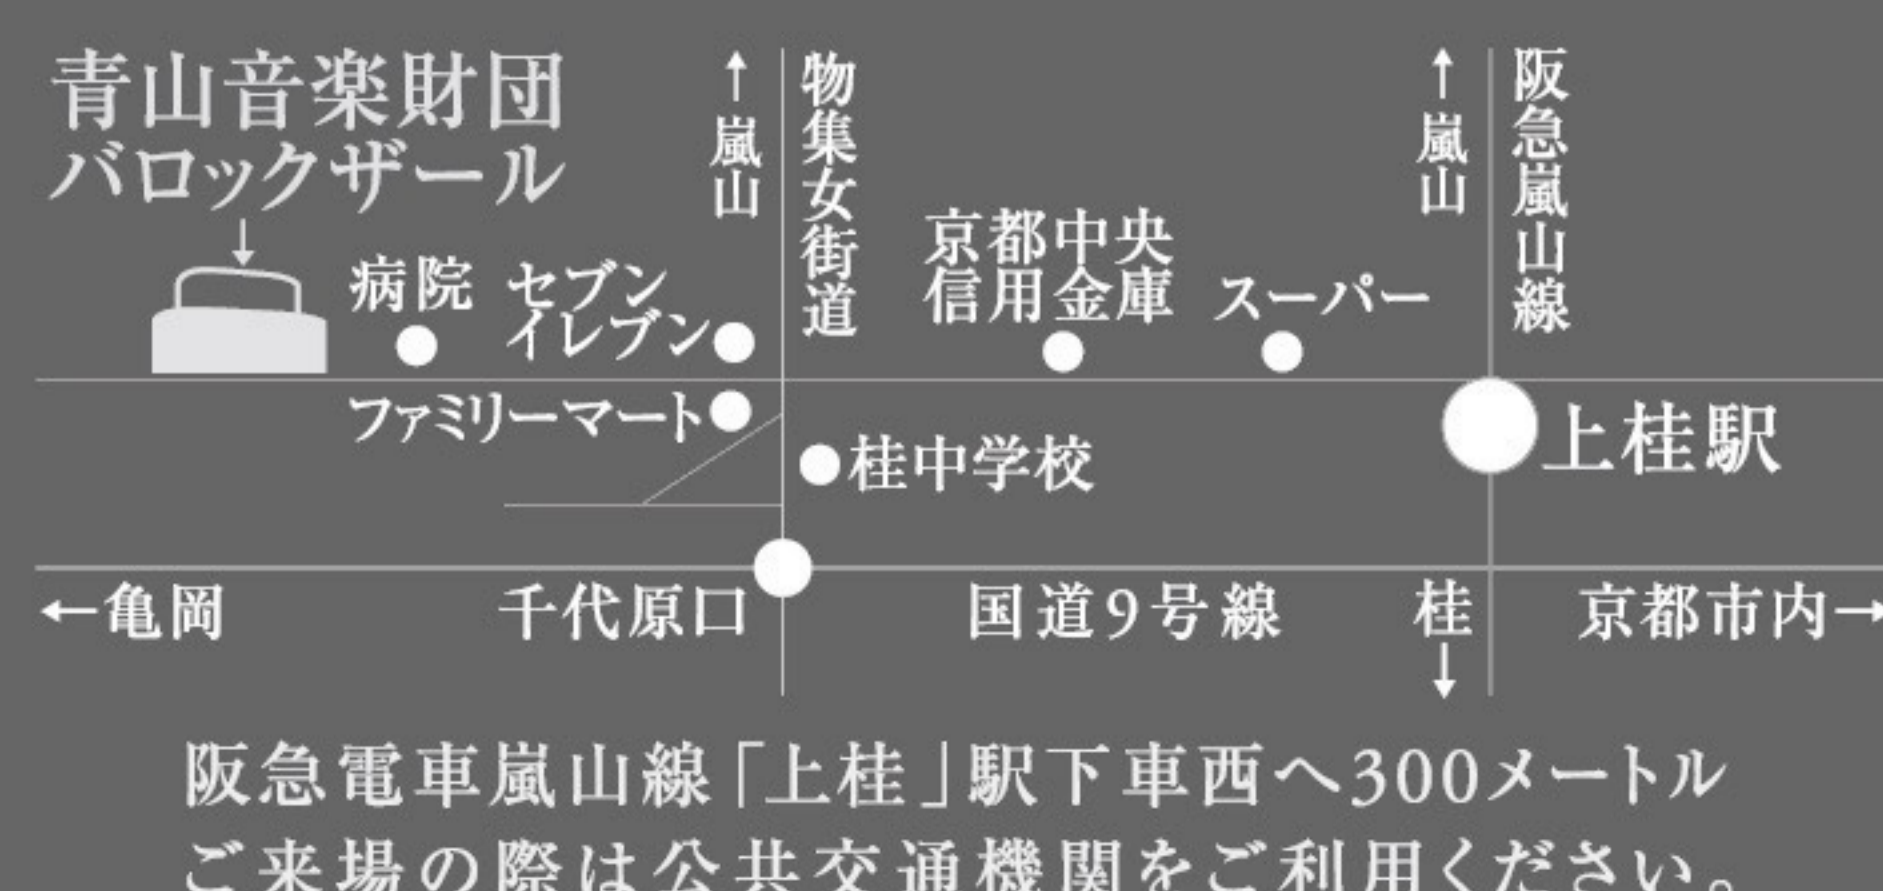 青山音楽財団
バロックザール
↑嵐山
物集女街道
↑嵐山
阪急嵐山線
京都中央
信用金庫
スーパー
病院
セブン
イレブン
ファミリーマート
桂中学校
上桂駅
←亀岡
千代原口
国道9号線
桂↓
京都市内→
阪急電車嵐山線「上桂」駅下車西へ300メートル
ご来場の際は公共交通機関をご利用ください。